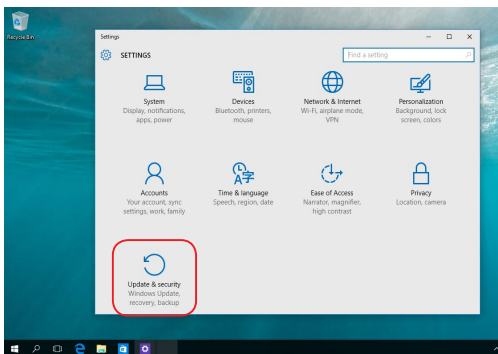 Recycle Bin
Settings
SETTINGS
Find a setting
System
Display, notifications,
apps, power
Devices
Bluetooth, printers,
mouse
Network & Internet
Wi-Fi, airplane mode,
VPN
Personalization
Background, lock
screen, colors
Accounts
Your account, sync
settings, work, family
Time & language
Speech, region, date
Ease of Access
Narrator, magnifier,
high contrast
Privacy
Location, camera
Update & security
Windows Update,
recovery, backup